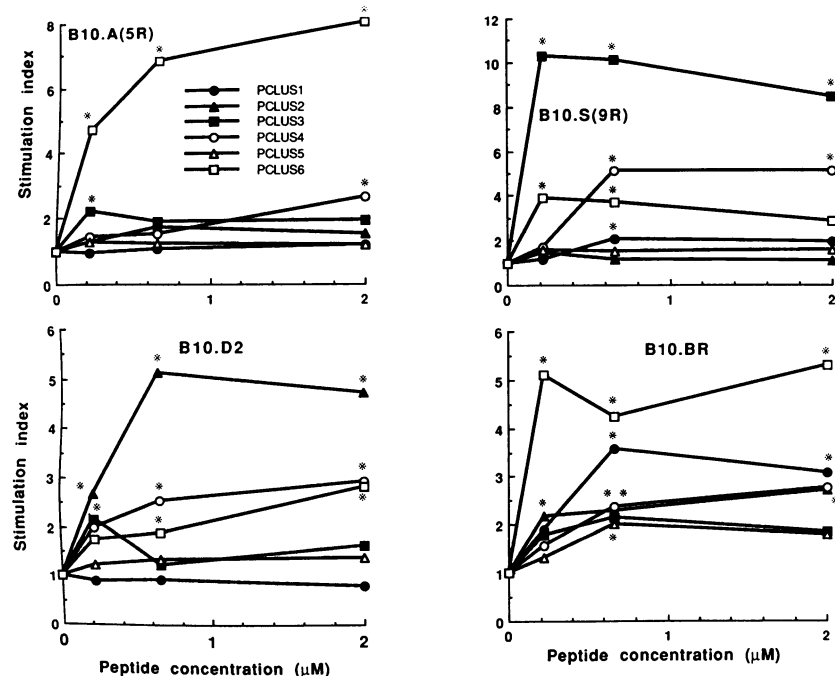 B10.A(5R)
Stimulation index
8
6
4
2
0
PCLUS1
PCLUS2
PCLUS3
PCLUS4
PCLUS5
PCLUS6
0
1
2
B10.S(9R)
12
10
8
6
4
2
0
0
1
2
B10.D2
Stimulation index
6
5
4
3
2
1
0
0
1
2
Peptide concentration (μM)
B10.BR
6
5
4
3
2
1
0
0
1
2
Peptide concentration (μM)